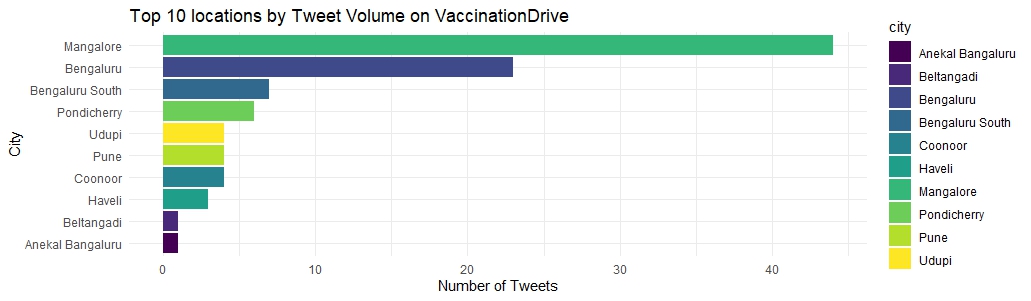 Top 10 locations by Tweet Volume on VaccinationDrive
City
Mangalore
Bengaluru
Bengaluru South
Pondicherry
Udupi
Pune
Coonoor
Haveli
Beltangadi
Anekal Bangaluru
0 10 20 30 40
Number of Tweets
city
Anekal Bangaluru
Beltangadi
Bengaluru
Bengaluru South
Coonoor
Haveli
Mangalore
Pondicherry
Pune
Udupi